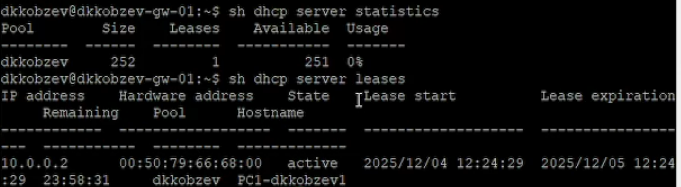 dkkobzev@dkkobzev-gw-01:~$ sh dhcp server statistics
Pool        Size    Leases    Available  Usage
--------  ------  --------  -----------  -------
dkkobzev     252         1          251  0%
dkkobzev@dkkobzev-gw-01:~$ sh dhcp server leases
IP address    Hardware address    State    Lease start          Lease expiration
     Remaining    Pool      Hostname
------------  ------------------  -------  -------------------  ----------------
---  -----------  --------  -------------
10.0.0.2      00:50:79:66:68:00   active   2025/12/04 12:24:29  2025/12/05 12:24
:29  23:58:31     dkkobzev  PC1-dkkobzev1